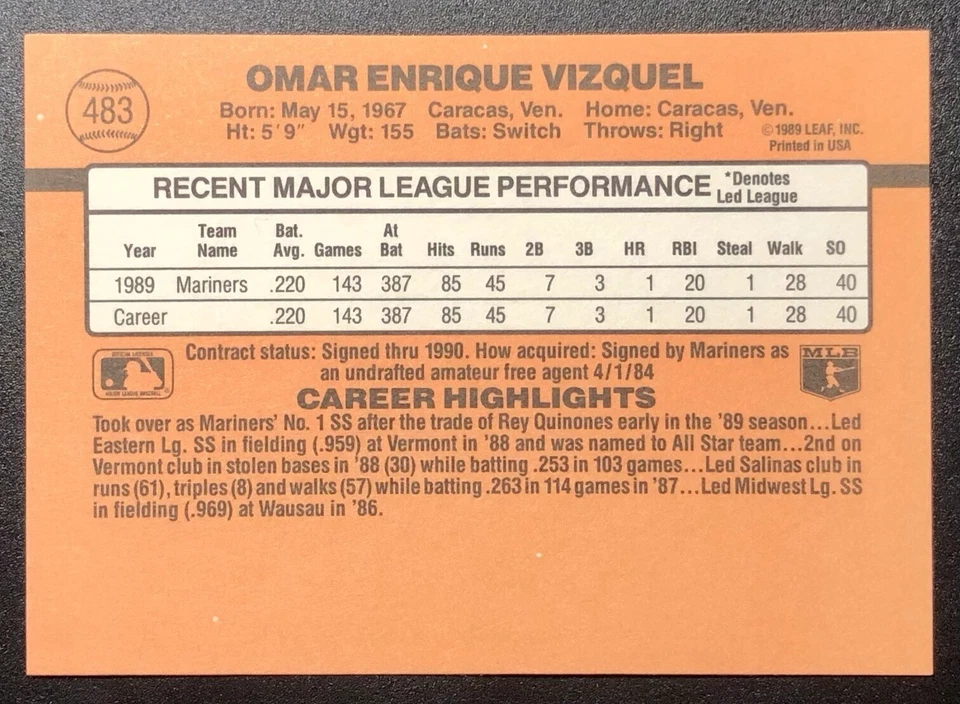 483
OMAR ENRIQUE VIZQUEL
Born: May 15, 1967 Caracas, Ven. Home: Caracas, Ven.
Ht: 5'9" Wgt: 155 Bats: Switch Throws: Right
©1989 LEAF, INC.
Printed in USA
RECENT MAJOR LEAGUE PERFORMANCE *Denotes Led League
Year Team Name Bat. Avg. Games At Bat Hits Runs 2B 3B HR RBI Steal Walk SO
1989 Mariners .220 143 387 85 45 7 3 1 20 1 28 40
Career .220 143 387 85 45 7 3 1 20 1 28 40
Contract status: Signed thru 1990. How acquired: Signed by Mariners as
an undrafted amateur free agent 4/1/84
MLB
CAREER HIGHLIGHTS
Took over as Mariners' No. 1 SS after the trade of Rey Quinones early in the '89 season...Led
Eastern Lg. SS in fielding (.959) at Vermont in '88 and was named to All Star team...2nd on
Vermont club in stolen bases in '88 (30) while batting .253 in 103 games...Led Salinas club in
runs (61), triples (8) and walks (57) while batting .263 in 114 games in '87...Led Midwest Lg. SS
in fielding (.969) at Wausau in '86.